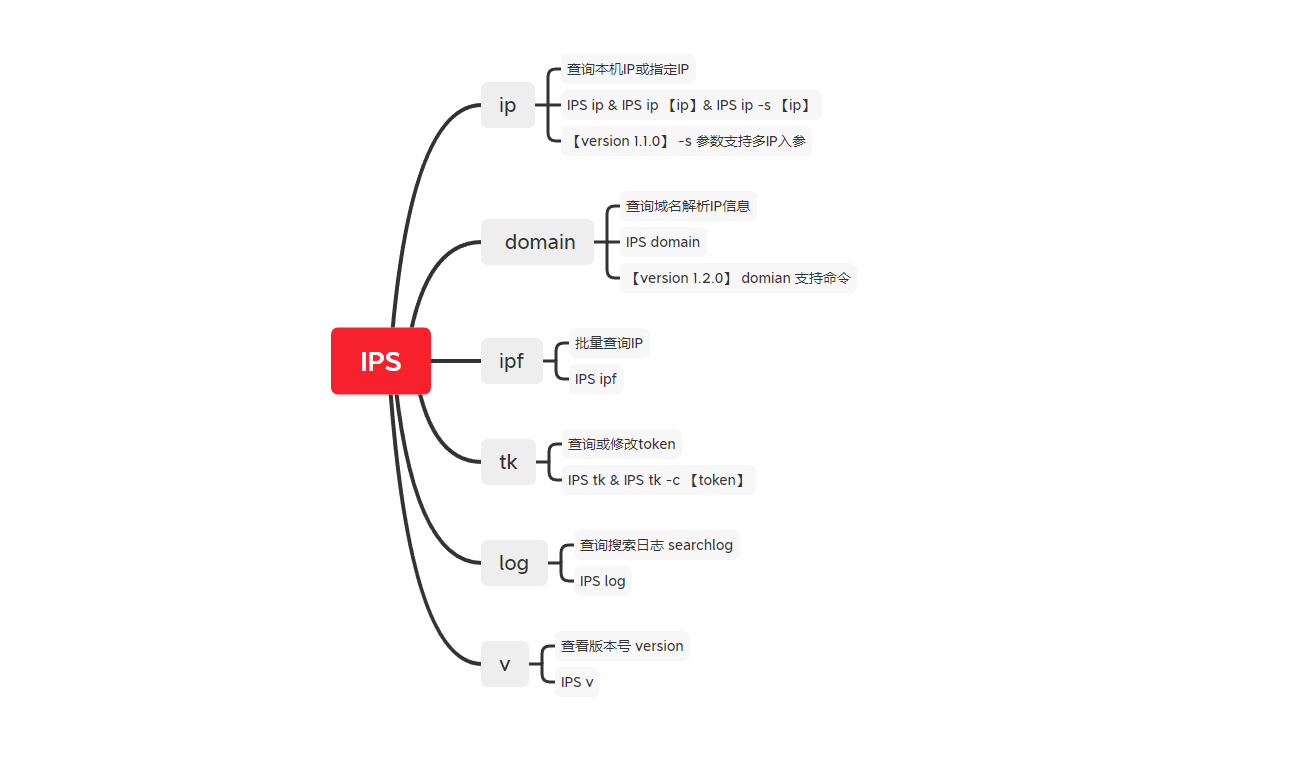 IPS
ip
查询本机IP或指定IP
IPS ip & IPS ip 【ip】& IPS ip -s 【ip】
【version 1.1.0】 -s 参数支持多IP入参
domain
查询域名解析IP信息
IPS domain
【version 1.2.0】 domian 支持命令
ipf
批量查询IP
IPS ipf
tk
查询或修改token
IPS tk & IPS tk -c 【token】
log
查询搜索日志 searchlog
IPS log
v
查看版本号 version
IPS v